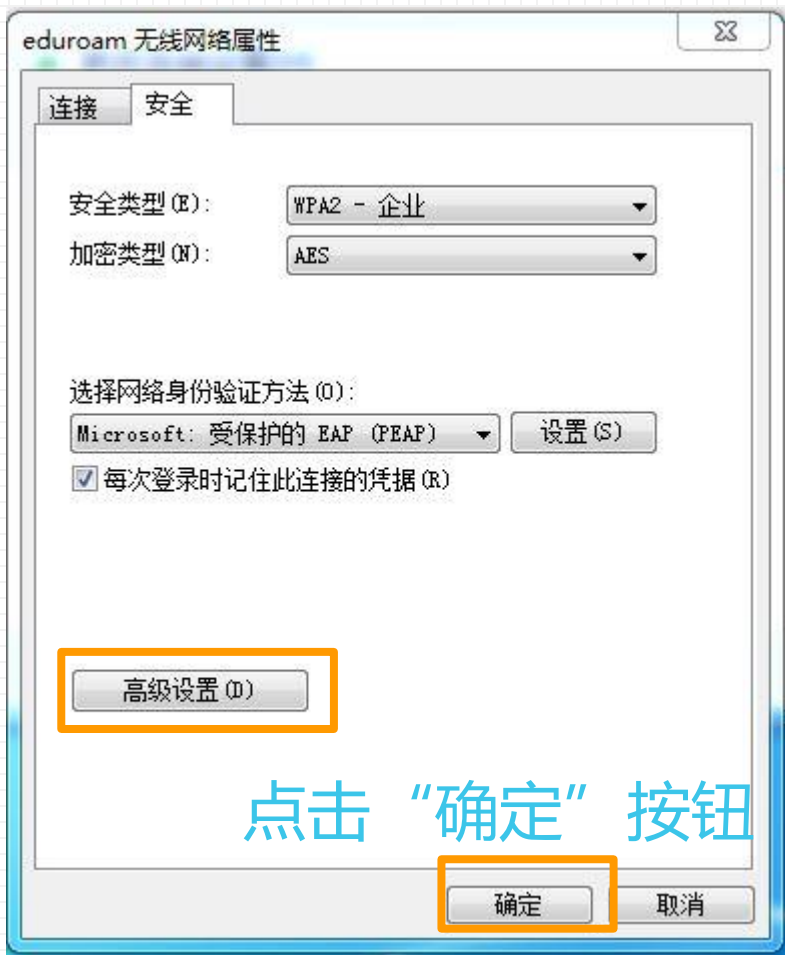 eduroam 无线网络属性
连接 安全
安全类型(E): WPA2 - 企业
加密类型(N): AES
选择网络身份验证方法(O):
Microsoft: 受保护的 EAP (PEAP) 设置(S)
每次登录时记住此连接的凭据(R)
高级设置(D)
点击“确定”按钮
确定 取消